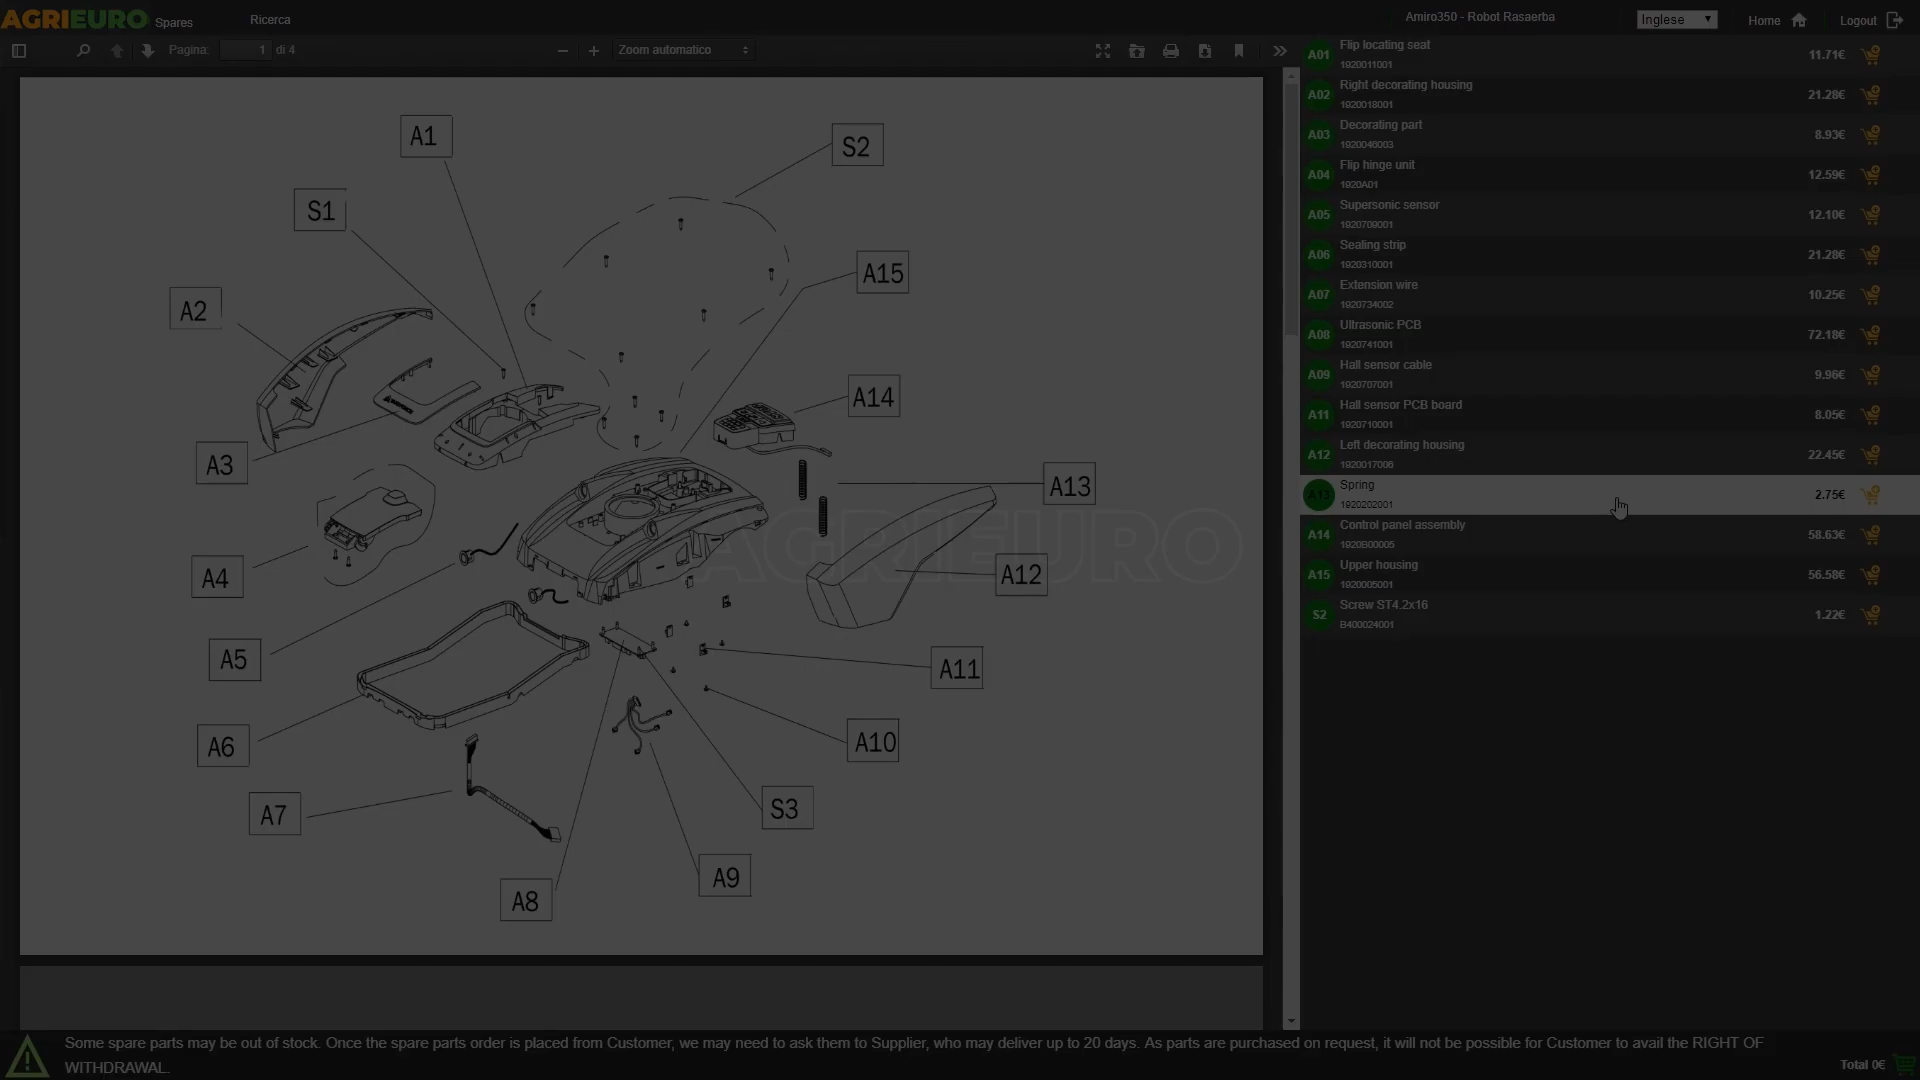 AGRIEURO Spares
Ricerca
Amiro350 - Robot Rasaerba
Inglese
Home
Logout
Pagina: 1 di 4
Zoom automatico
A1
S2
S1
A15
A2
A14
A3
A13
A4
A12
A5
A11
A6
A10
A7
S3
A9
A8
AGRIEURO
A01 Flip locating seat 11.71€
1920011001
A02 Right decorating housing 21.28€
1920018001
A03 Decorating part 8.93€
1920046003
A04 Flip hinge unit 12.59€
1920A01
A05 Supersonic sensor 12.10€
1920709001
A06 Sealing strip 21.28€
1920310001
A07 Extension wire 10.25€
1920734002
A08 Ultrasonic PCB 72.18€
1920741001
A09 Hall sensor cable 9.96€
1920707001
A11 Hall sensor PCB board 8.05€
1920710001
A12 Left decorating housing 22.45€
1920017006
A13 Spring 2.75€
1920202001
A14 Control panel assembly 58.63€
1920B00005
A15 Upper housing 56.58€
1920005001
S2 Screw ST4.2x16 1.22€
B400024001
Some spare parts may be out of stock. Once the spare parts order is placed from Customer, we may need to ask them to Supplier, who may deliver up to 20 days. As parts are purchased on request, it will not be possible for Customer to avail the RIGHT OF
WITHDRAWAL.
Total 0€